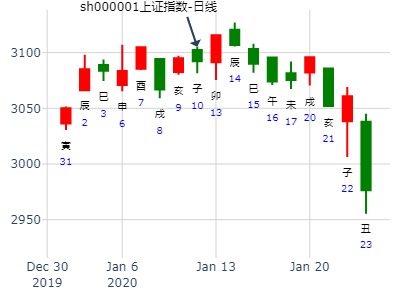 sh000001上证指数-日线
3100
3050
3000
2950
寅
31
辰
2
巳
3
申
6
酉
7
戌
8
亥
9
子
10
卯
13
辰
14
巳
15
午
16
未
17
戌
20
亥
21
子
22
丑
23
Dec 30
2019
Jan 6
2020
Jan 13
Jan 20